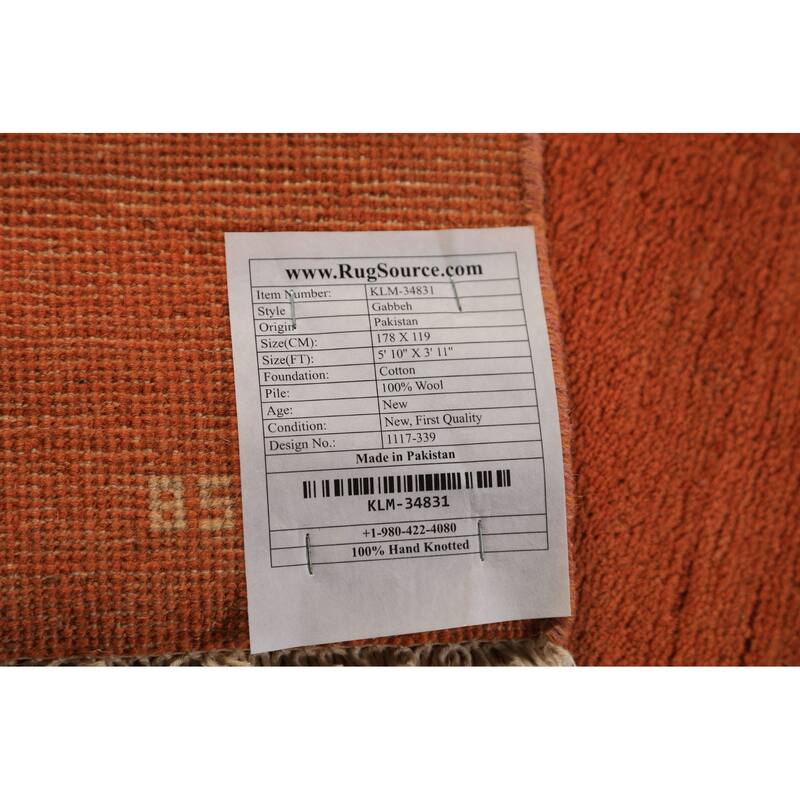 www.RugSource.com
Item Number: KLM-34831
Style Gabbeh
Origin Pakistan
Size(CM): 178 X 119
Size(FT): 5' 10" X 3' 11"
Foundation: Cotton
Pile: 100% Wool
Age: New
Condition: New, First Quality
Design No.: 1117-339
Made in Pakistan
KLM-34831
+1-980-422-4080
100% Hand Knotted